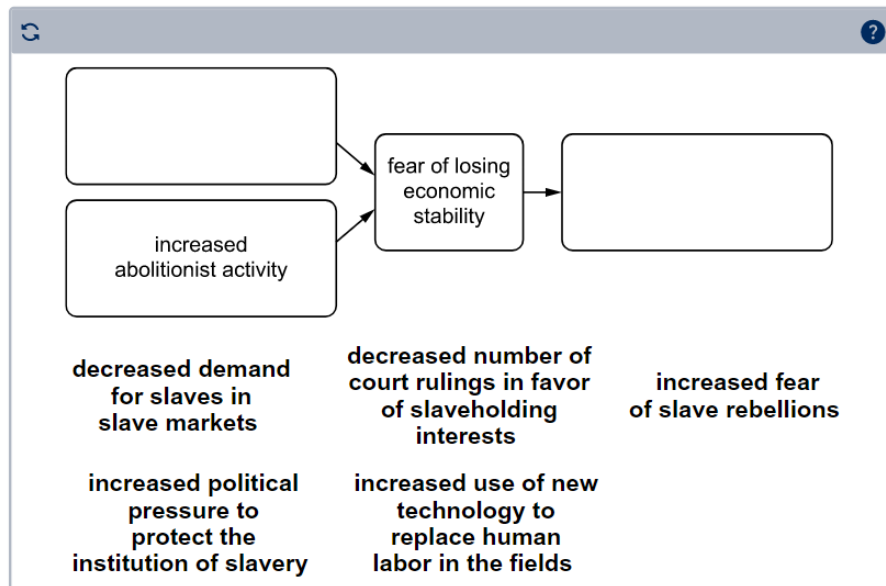 ?
fear of losing
economic
stability
increased
abolitionist activity
decreased demand
for slaves in
slave markets
decreased number of
court rulings in favor
of slaveholding
interests
increased fear
of slave rebellions
increased political
pressure to
protect the
institution of slavery
increased use of new
technology to
replace human
labor in the fields